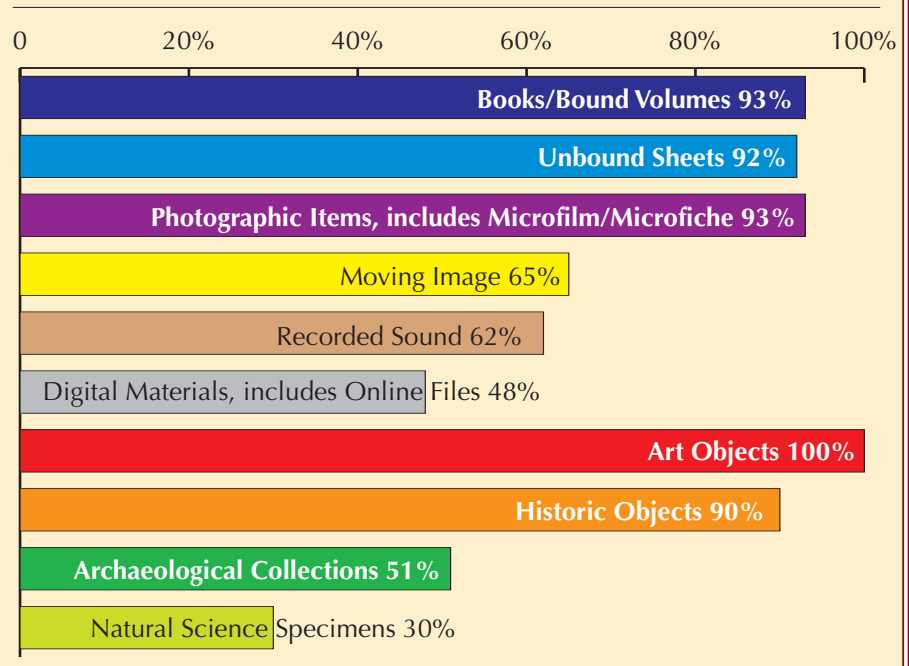 0 20% 40% 60% 80% 100%
Books/Bound Volumes 93%
Unbound Sheets 92%
Photographic Items, includes Microfilm/Microfiche 93%
Moving Image 65%
Recorded Sound 62%
Digital Materials, includes Online Files 48%
Art Objects 100%
Historic Objects 90%
Archaeological Collections 51%
Natural Science Specimens 30%